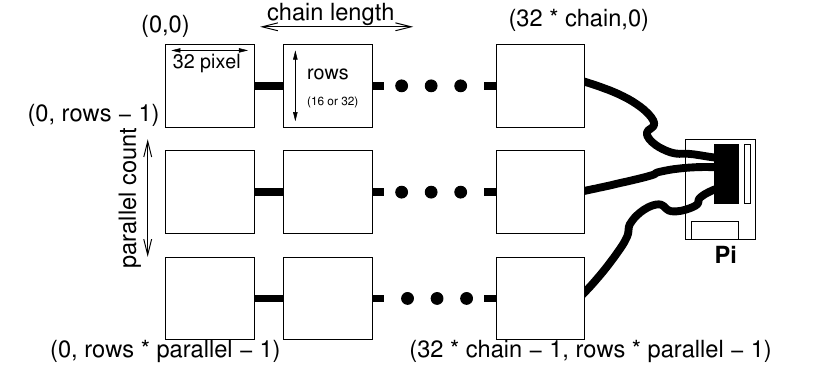 chain length
(0,0)
(32 * chain,0)
32 pixel
rows
(16 or 32)
(0, rows − 1)
parallel count
Pi
(0, rows * parallel − 1)
(32 * chain − 1, rows * parallel − 1)